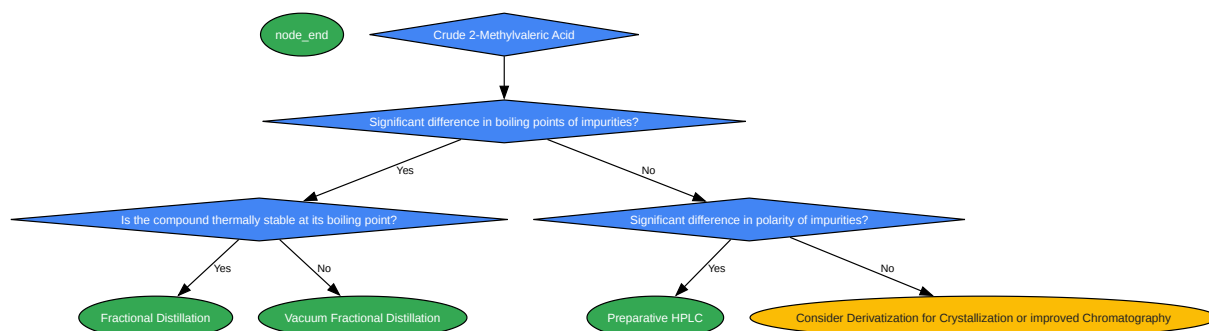 node_end
Crude 2-Methylvaleric Acid
Significant difference in boiling points of impurities?
Yes
No
Is the compound thermally stable at its boiling point?
Significant difference in polarity of impurities?
Yes
No
Yes
No
Fractional Distillation
Vacuum Fractional Distillation
Preparative HPLC
Consider Derivatization for Crystallization or improved Chromatography